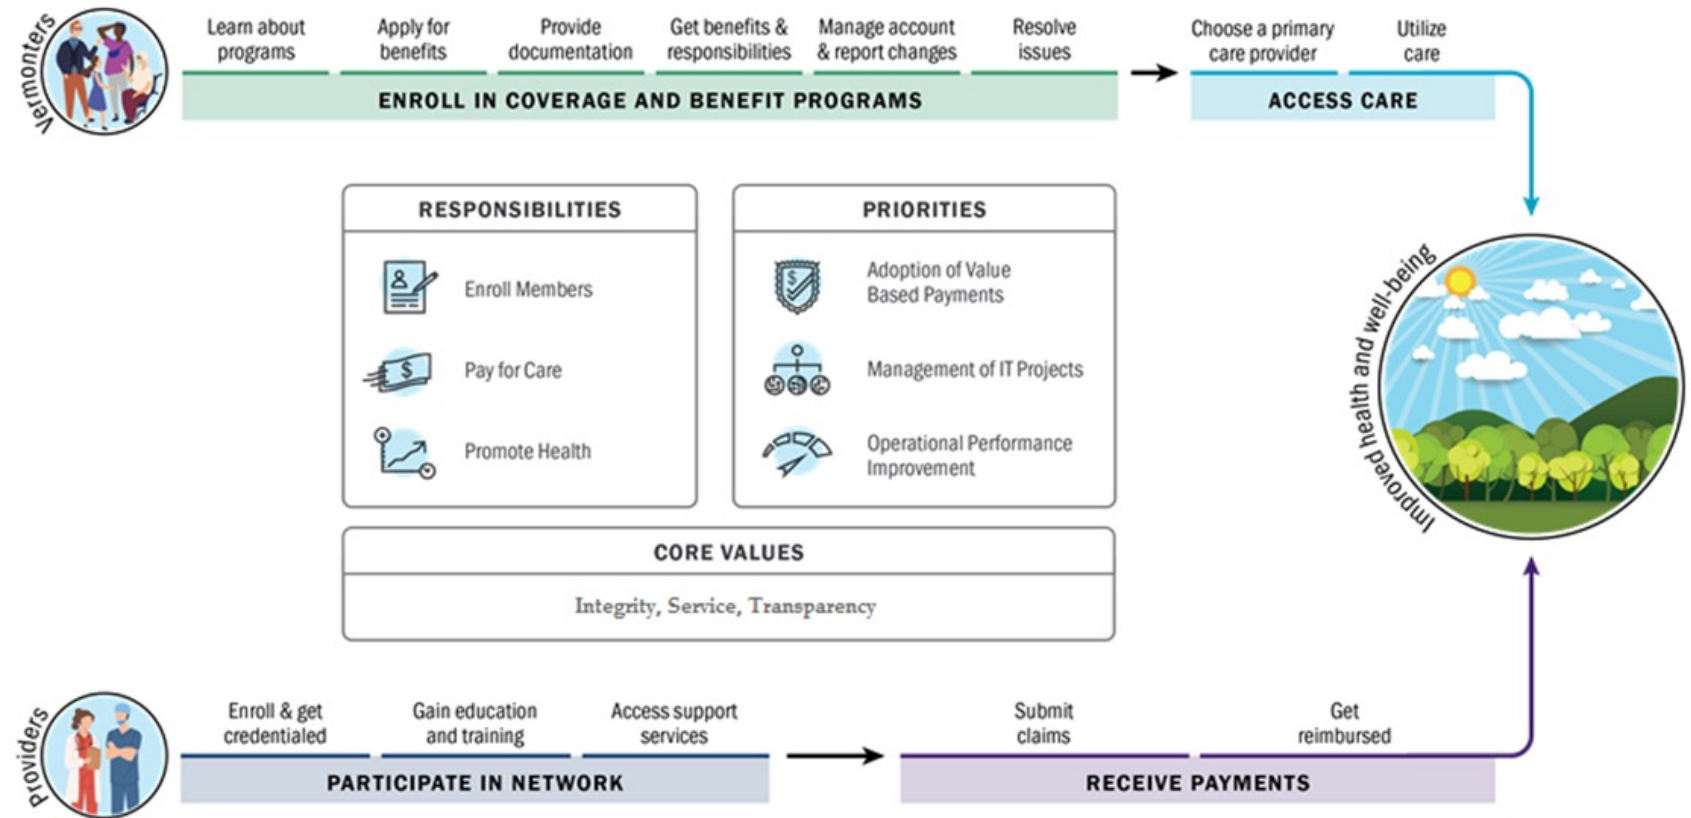 Vermonters
Learn about
programs
Apply for
benefits
Provide
documentation
Get benefits &
responsibilities
Manage account
& report changes
Resolve
issues
ENROLL IN COVERAGE AND BENEFIT PROGRAMS
Choose a primary
care provider
Utilize
care
ACCESS CARE
RESPONSIBILITIES
Enroll Members
Pay for Care
Promote Health
PRIORITIES
Adoption of Value
Based Payments
Management of IT Projects
Operational Performance
Improvement
Improved health and well-being
CORE VALUES
Integrity, Service, Transparency
Providers
Enroll & get
credentialed
Gain education
and training
Access support
services
PARTICIPATE IN NETWORK
Submit
claims
Get
reimbursed
RECEIVE PAYMENTS